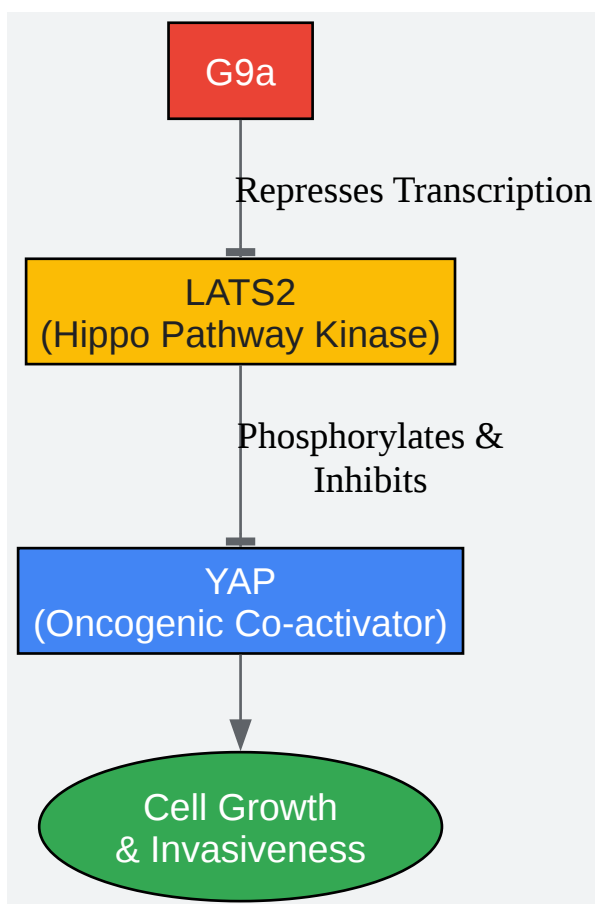 G9a
Represses Transcription
LATS2
(Hippo Pathway Kinase)
Phosphorylates &
Inhibits
YAP
(Oncogenic Co-activator)
Cell Growth
& Invasiveness